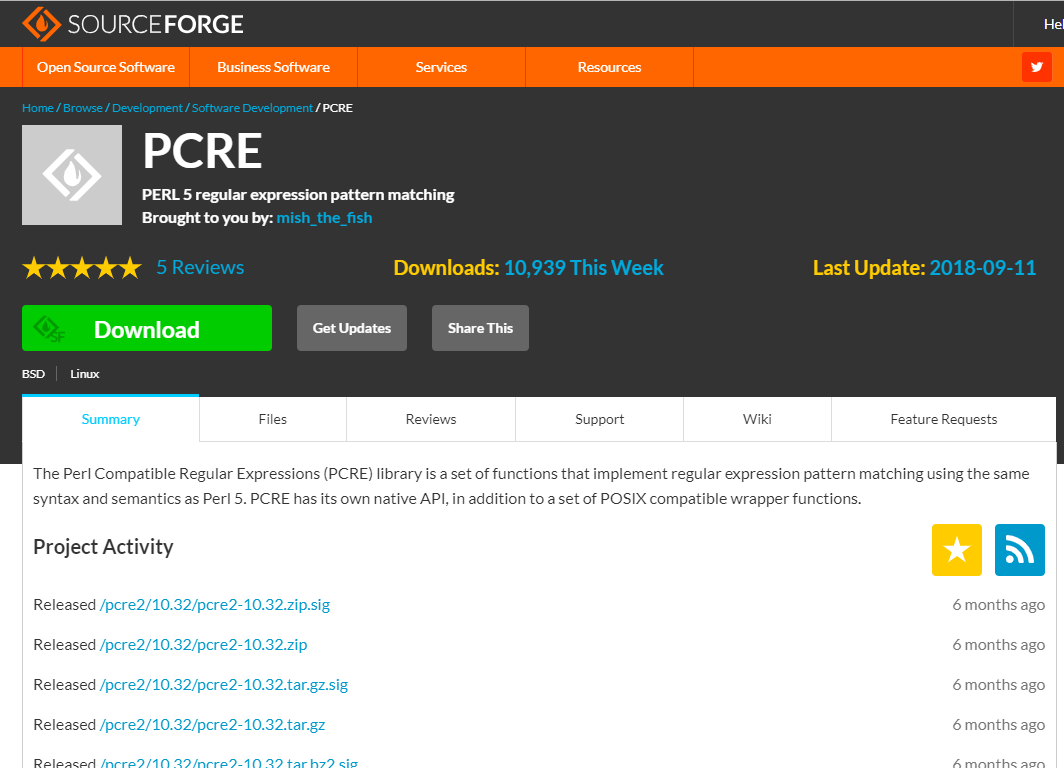 SOURCEFORGE
Hel
Open Source Software Business Software Services Resources
Home / Browse / Development / Software Development / PCRE
PCRE
PERL 5 regular expression pattern matching
Brought to you by: mish_the_fish
5 Reviews Downloads: 10,939 This Week Last Update: 2018-09-11
SF Download Get Updates Share This
BSD Linux
Summary Files Reviews Support Wiki Feature Requests
The Perl Compatible Regular Expressions (PCRE) library is a set of functions that implement regular expression pattern matching using the same
syntax and semantics as Perl 5. PCRE has its own native API, in addition to a set of POSIX compatible wrapper functions.
Project Activity
Released /pcre2/10.32/pcre2-10.32.zip.sig 6 months ago
Released /pcre2/10.32/pcre2-10.32.zip 6 months ago
Released /pcre2/10.32/pcre2-10.32.tar.gz.sig 6 months ago
Released /pcre2/10.32/pcre2-10.32.tar.gz 6 months ago
Released /pcre2/10.32/pcre2-10.32.tar.bz2.sig 6 months ago